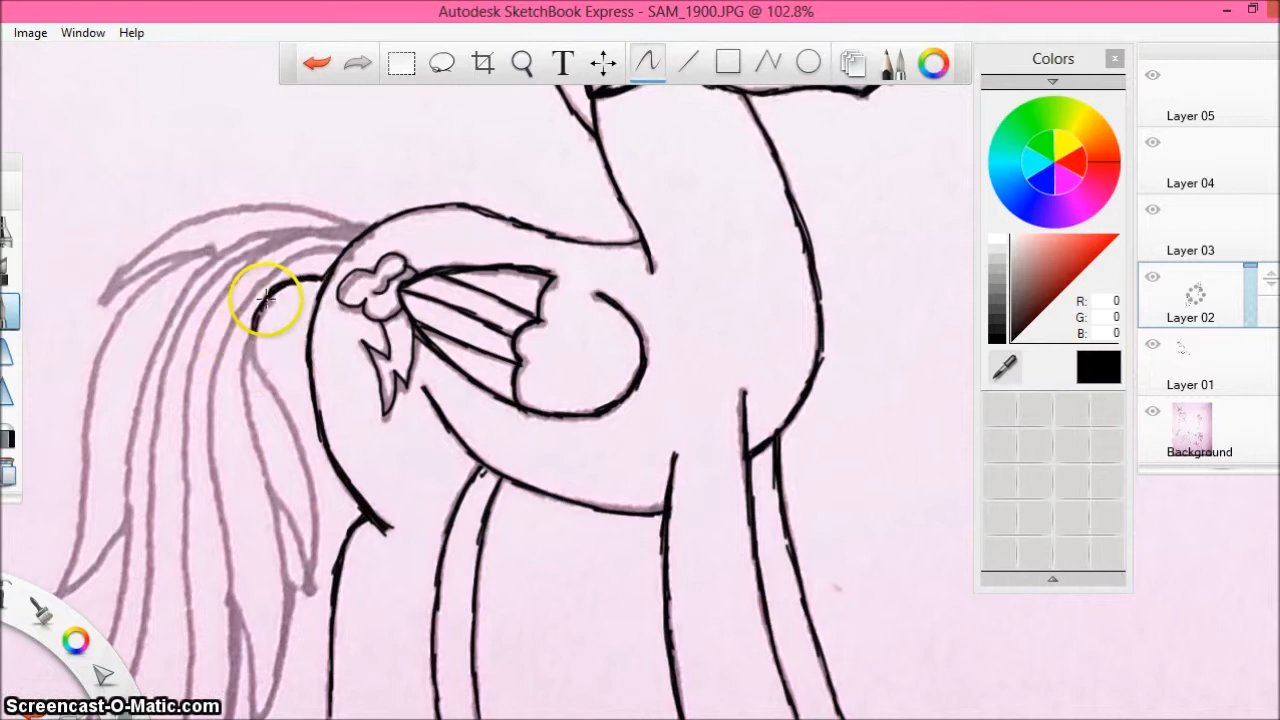 Autodesk SketchBook Express - SAM_1900.JPG @ 102.8%
Image Window Help
T
Colors x
Layer 05
Layer 04
Layer 03
Layer 02
Layer 01
Background
R: 0
G: 0
B: 0
Screencast-O-Matic.com